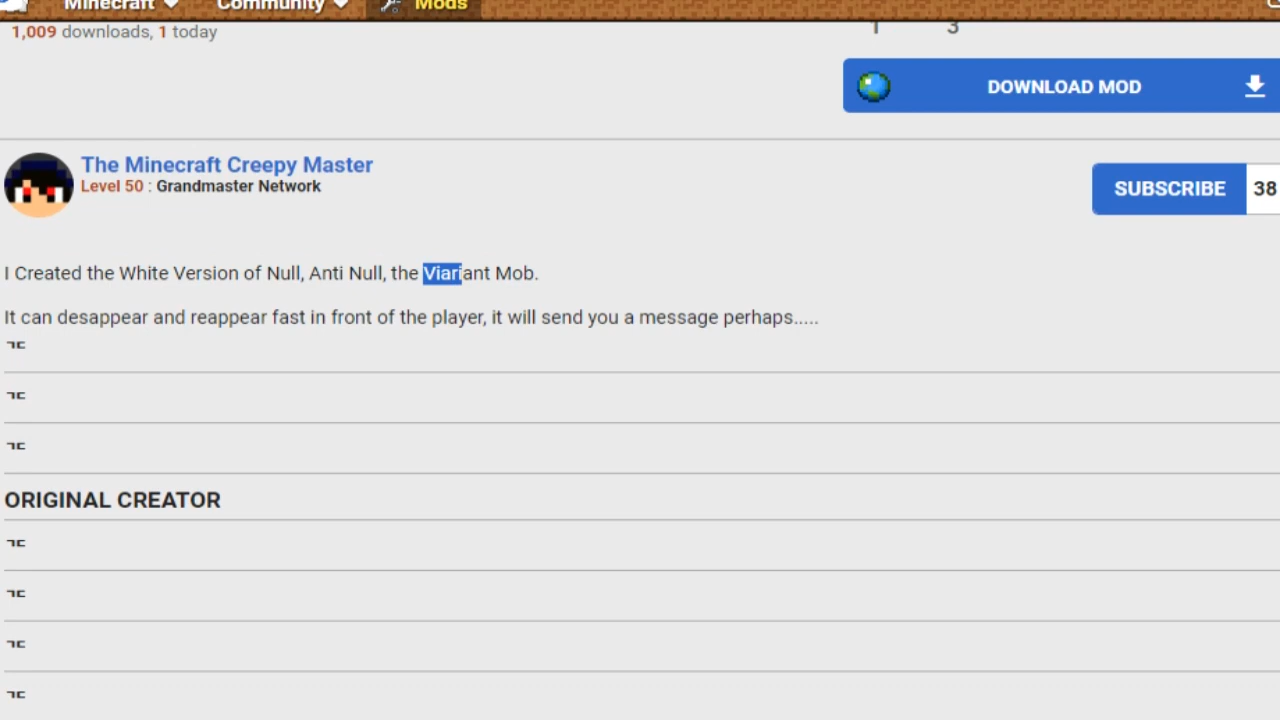 Minecraft Community Mods
1,009 downloads, 1 today
1 3
DOWNLOAD MOD
The Minecraft Creepy Master
Level 50 : Grandmaster Network
SUBSCRIBE 38
I Created the White Version of Null, Anti Null, the Viariant Mob.
It can desappear and reappear fast in front of the player, it will send you a message perhaps.....
ORIGINAL CREATOR